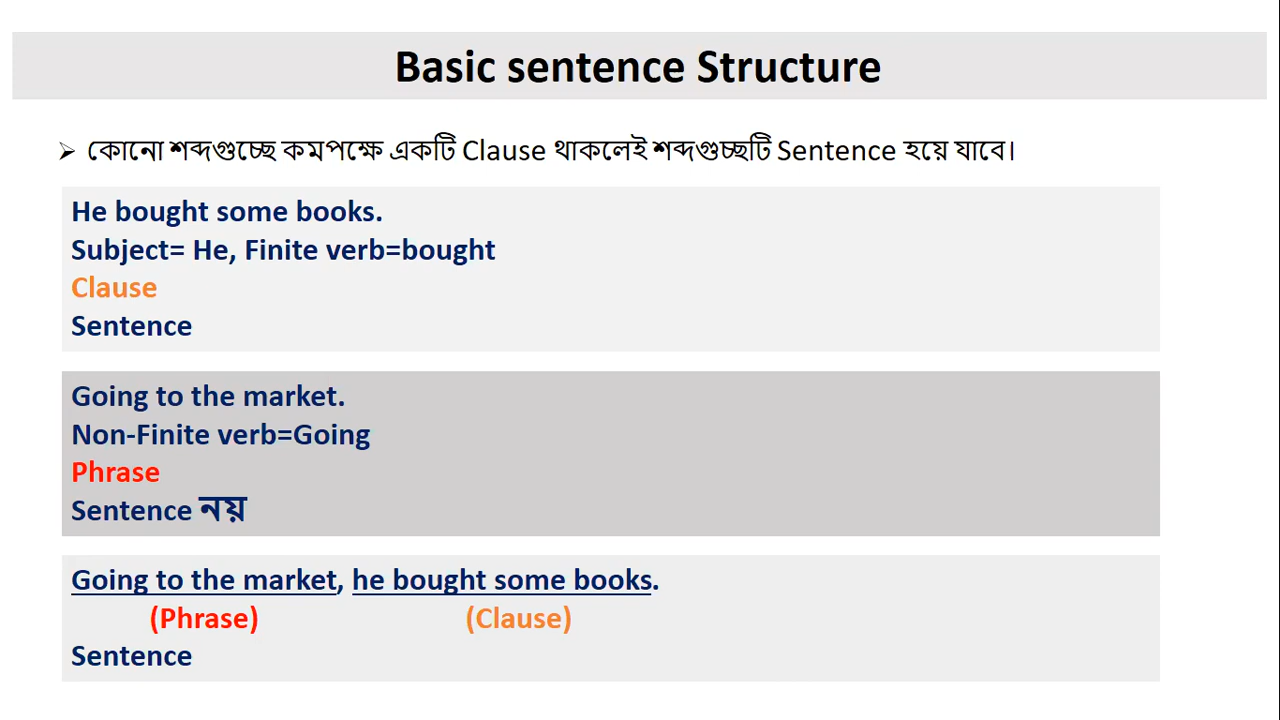 Basic sentence Structure
➢ কোনো শব্দগুচ্ছে কমপক্ষে একটি Clause থাকলেই শব্দগুচ্ছটি Sentence হয়ে যাবে।
He bought some books.
Subject= He, Finite verb=bought
Clause
Sentence
Going to the market.
Non-Finite verb=Going
Phrase
Sentence নয়
Going to the market, he bought some books.
(Phrase) (Clause)
Sentence